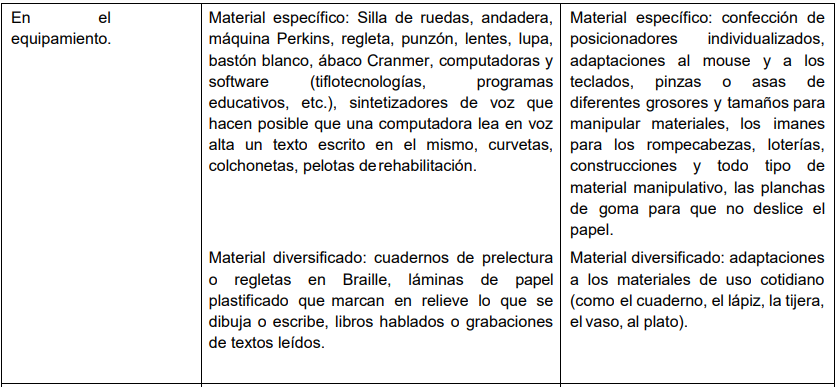 En el
equipamiento.
Material específico: Silla de ruedas, andadera,
máquina Perkins, regleta, punzón, lentes, lupa,
bastón blanco, ábaco Cranmer, computadoras y
software (tiflotecnologías, programas
educativos, etc.), sintetizadores de voz que
hacen posible que una computadora lea en voz
alta un texto escrito en el mismo, curvetas,
colchonetas, pelotas de rehabilitación.
Material diversificado: cuadernos de prelectura
o regletas en Braille, láminas de papel
plastificado que marcan en relieve lo que se
dibuja o escribe, libros hablados o grabaciones
de textos leídos.
Material específico: confección de
posicionadores individualizados,
adaptaciones al mouse y a los
teclados, pinzas o asas de
diferentes grosores y tamaños para
manipular materiales, los imanes
para los rompecabezas, loterías,
construcciones y todo tipo de
material manipulativo, las planchas
de goma para que no deslice el
papel.
Material diversificado: adaptaciones
a los materiales de uso cotidiano
(como el cuaderno, el lápiz, la tijera,
el vaso, al plato).